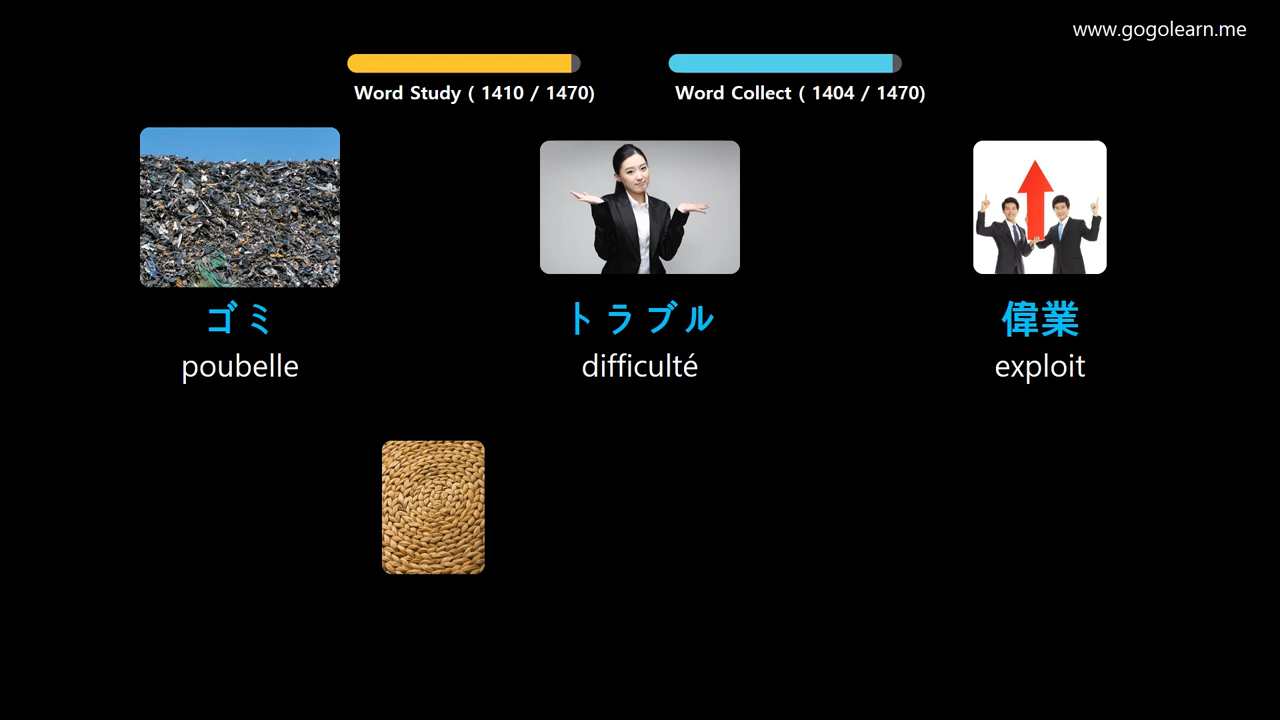 www.gogolearn.me
Word Study ( 1410 / 1470)
Word Collect ( 1404 / 1470)
ゴミ
poubelle
トラブル
difficulté
偉業
exploit